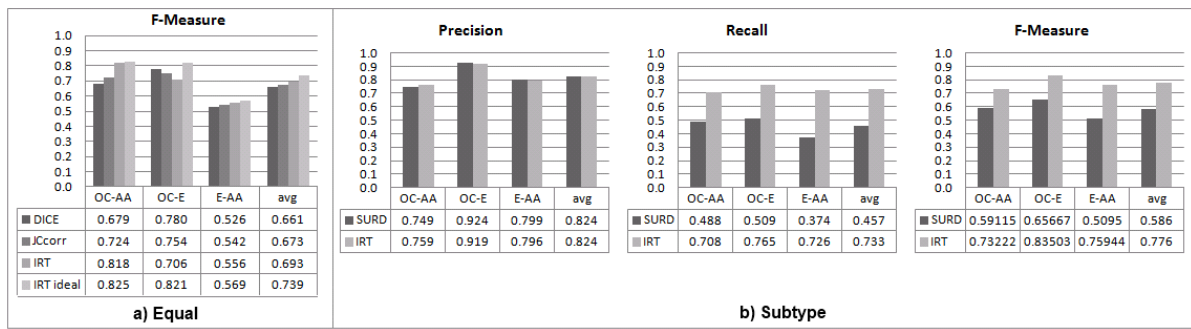 F-Measure
1.0
0.9
0.8
0.7
0.6
0.5
0.4
0.3
0.2
0.1
0.0
OC-AA OC-E E-AA avg
DICE 0.679 0.780 0.526 0.661
JCcorr 0.724 0.754 0.542 0.673
IRT 0.818 0.706 0.556 0.693
IRT ideal 0.825 0.821 0.569 0.739
a) Equal
Precision
1.0
0.9
0.8
0.7
0.6
0.5
0.4
0.3
0.2
0.1
0.0
OC-AA OC-E E-AA avg
SURD 0.749 0.924 0.799 0.824
IRT 0.759 0.919 0.796 0.824
Recall
1.0
0.9
0.8
0.7
0.6
0.5
0.4
0.3
0.2
0.1
0.0
OC-AA OC-E E-AA avg
SURD 0.488 0.509 0.374 0.457
IRT 0.708 0.765 0.726 0.733
F-Measure
1.0
0.9
0.8
0.7
0.6
0.5
0.4
0.3
0.2
0.1
0.0
OC-AA OC-E E-AA avg
SURD 0.59115 0.65667 0.5095 0.586
IRT 0.73222 0.83503 0.75944 0.776
b) Subtype